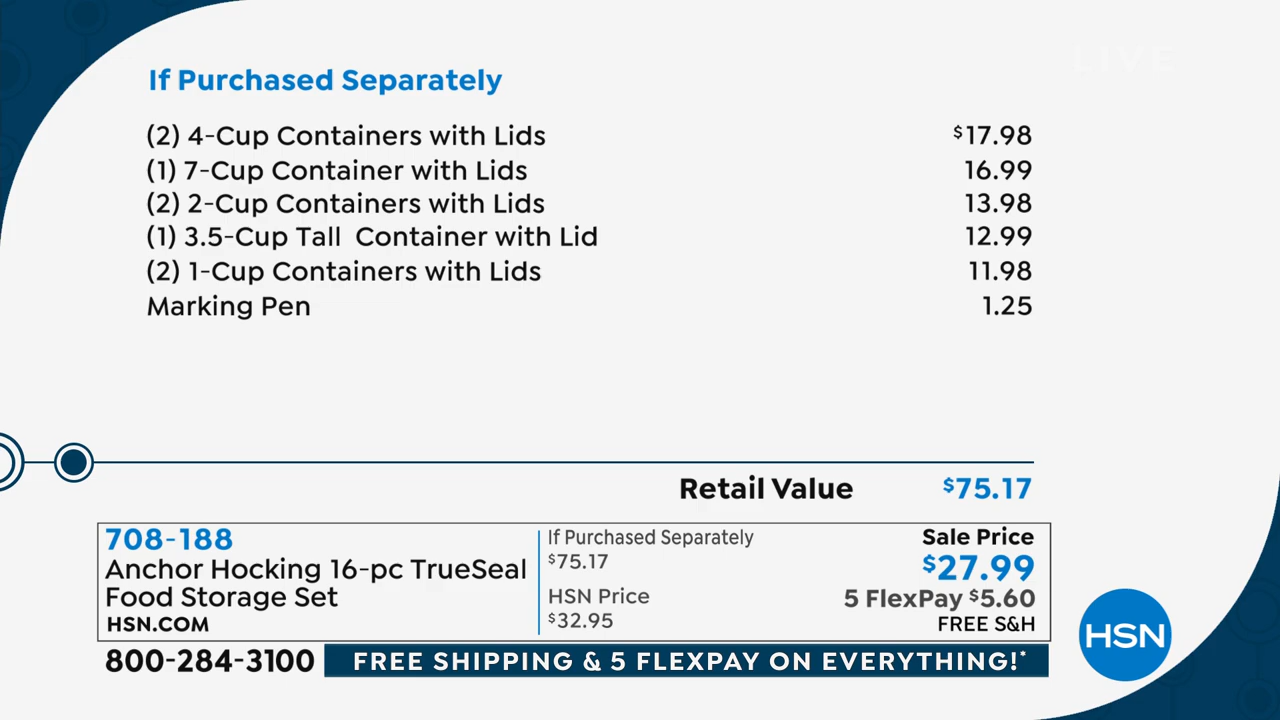 LIVE
If Purchased Separately
(2) 4-Cup Containers with Lids $17.98
(1) 7-Cup Container with Lids 16.99
(2) 2-Cup Containers with Lids 13.98
(1) 3.5-Cup Tall Container with Lid 12.99
(2) 1-Cup Containers with Lids 11.98
Marking Pen 1.25
Retail Value $75.17
708-188
Anchor Hocking 16-pc TrueSeal
Food Storage Set
HSN.COM
If Purchased Separately
$75.17
HSN Price
$32.95
Sale Price
$27.99
5 FlexPay $5.60
FREE S&H
HSN
800-284-3100
FREE SHIPPING & 5 FLEXPAY ON EVERYTHING!*